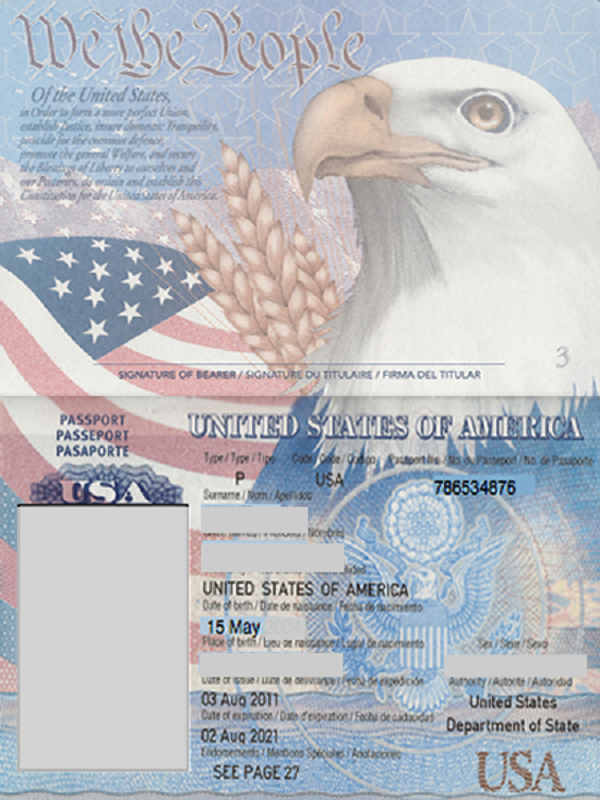 We the People
Of the United States,
in Order to form a more perfect Union,
establish Justice, insure domestic Tranquility,
provide for the common defence,
promote the general Welfare, and secure
the Blessings of Liberty to ourselves and
our Posterity, do ordain and establish this
Constitution for the United States of America.
3
SIGNATURE OF BEARER / SIGNATURE DU TITULAIRE / FIRMA DEL TITULAR
PASSPORT
PASSEPORT
PASAPORTE
USA
UNITED STATES OF AMERICA
Type / Type / Tipo Code / Code / Codigo Passport No. / No. du Passeport / No. de Pasaporte
P USA 786534876
Surname / Nom / Apellidos
UNITED STATES OF AMERICA
Date of birth / Date de naissance / Fecha de nacimiento
15 May
Place of birth / Lieu de naissance / Lugar de nacimiento Sex / Sexe / Sexo
Date of issue / Date de délivrance / Fecha de expedición Authority / Autorité / Autoridad
03 Aug 2011 United States
Date of expiration / Date d'expiration / Fecha de caducidad Department of State
02 Aug 2021
Endorsements / Mentions Spéciales / Anotaciones
SEE PAGE 27
USA